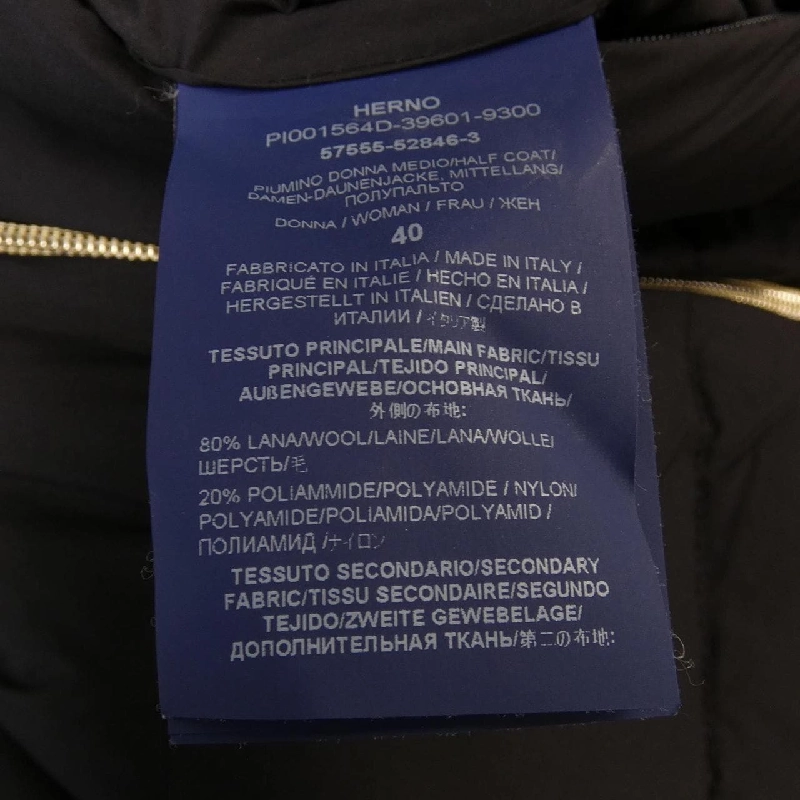 HERNO
PI001564D-39601-9300
57555-52846-3
PIUMINO DONNA MEDIO/HALF COAT/
DAMEN-DAUNENJACKE, MITTELLANG/
ПОЛУПАЛЬТО
DONNA / WOMAN / FRAU / ЖЕН
40
FABBRICATO IN ITALIA / MADE IN ITALY /
FABRIQUÉ EN ITALIE / HECHO EN ITALIA /
HERGESTELLT IN ITALIEN / СДЕЛАНО В
ИТАЛИИ / イタリア製
TESSUTO PRINCIPALE/MAIN FABRIC/TISSU
PRINCIPAL/TEJIDO PRINCIPAL/
AUßENGEWEBE/ОСНОВНАЯ ТКАНЬ/
外側の布地:
80% LANA/WOOL/LAINE/LANA/WOLLE/
ШЕРСТЬ/毛
20% POLIAMMIDE/POLYAMIDE / NYLON/
POLYAMIDE/POLIAMIDA/POLYAMID /
ПОЛИАМИД /ナイロン
TESSUTO SECONDARIO/SECONDARY
FABRIC/TISSU SECONDAIRE/SEGUNDO
TEJIDO/ZWEITE GEWEBELAGE/
ДОПОЛНИТЕЛЬНАЯ ТКАНЬ/第二の布地: